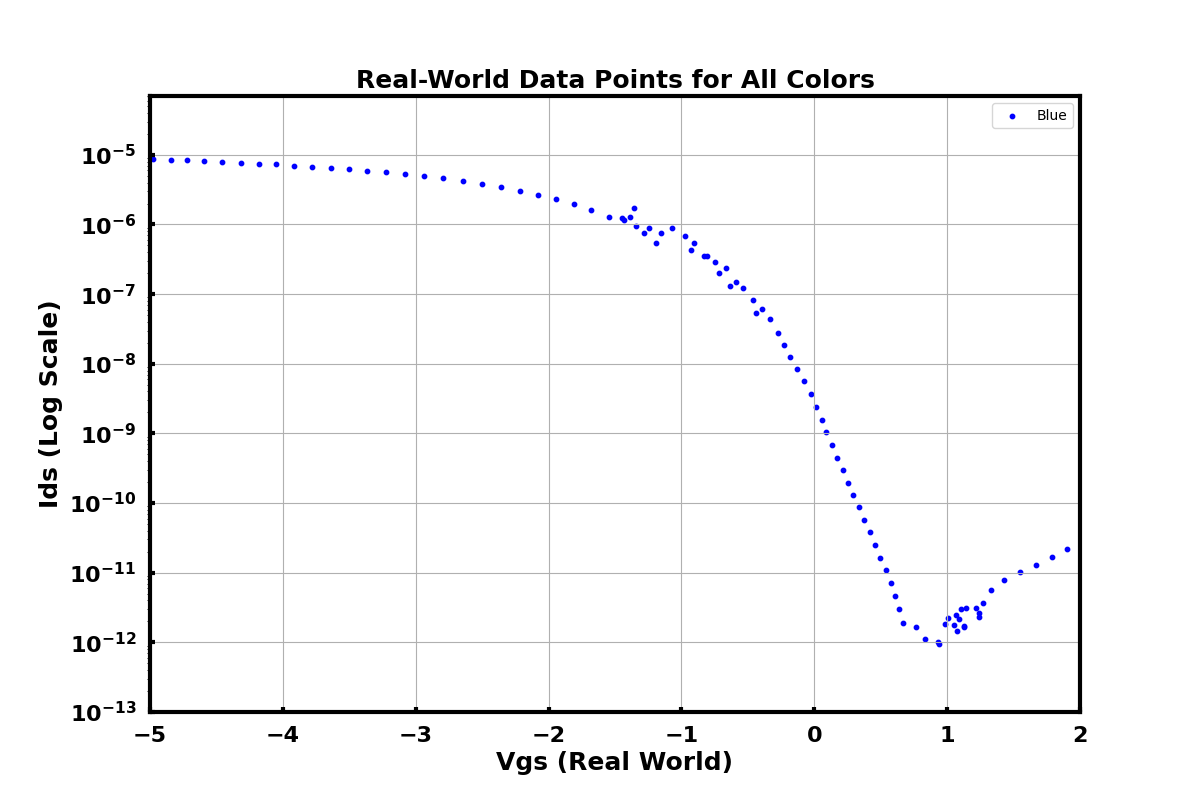 Real-World Data Points for All Colors
Blue
Ids (Log Scale)
10⁻⁵
10⁻⁶
10⁻⁷
10⁻⁸
10⁻⁹
10⁻¹⁰
10⁻¹¹
10⁻¹²
10⁻¹³
−5 −4 −3 −2 −1 0 1 2
Vgs (Real World)